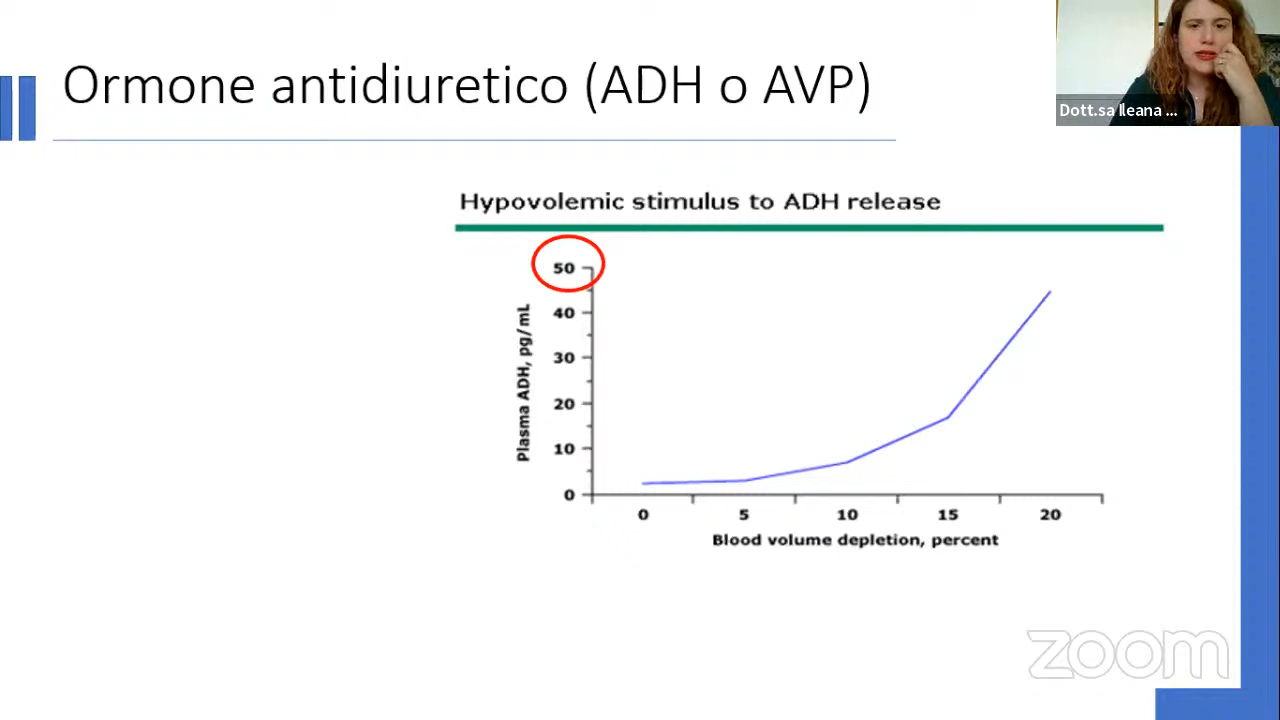 Ormone antidiuretico (ADH o AVP)
Dott.sa Ileana ...
Hypovolemic stimulus to ADH release
50
40
30
20
10
0
Plasma ADH, pg/mL
0 5 10 15 20
Blood volume depletion, percent
zoom